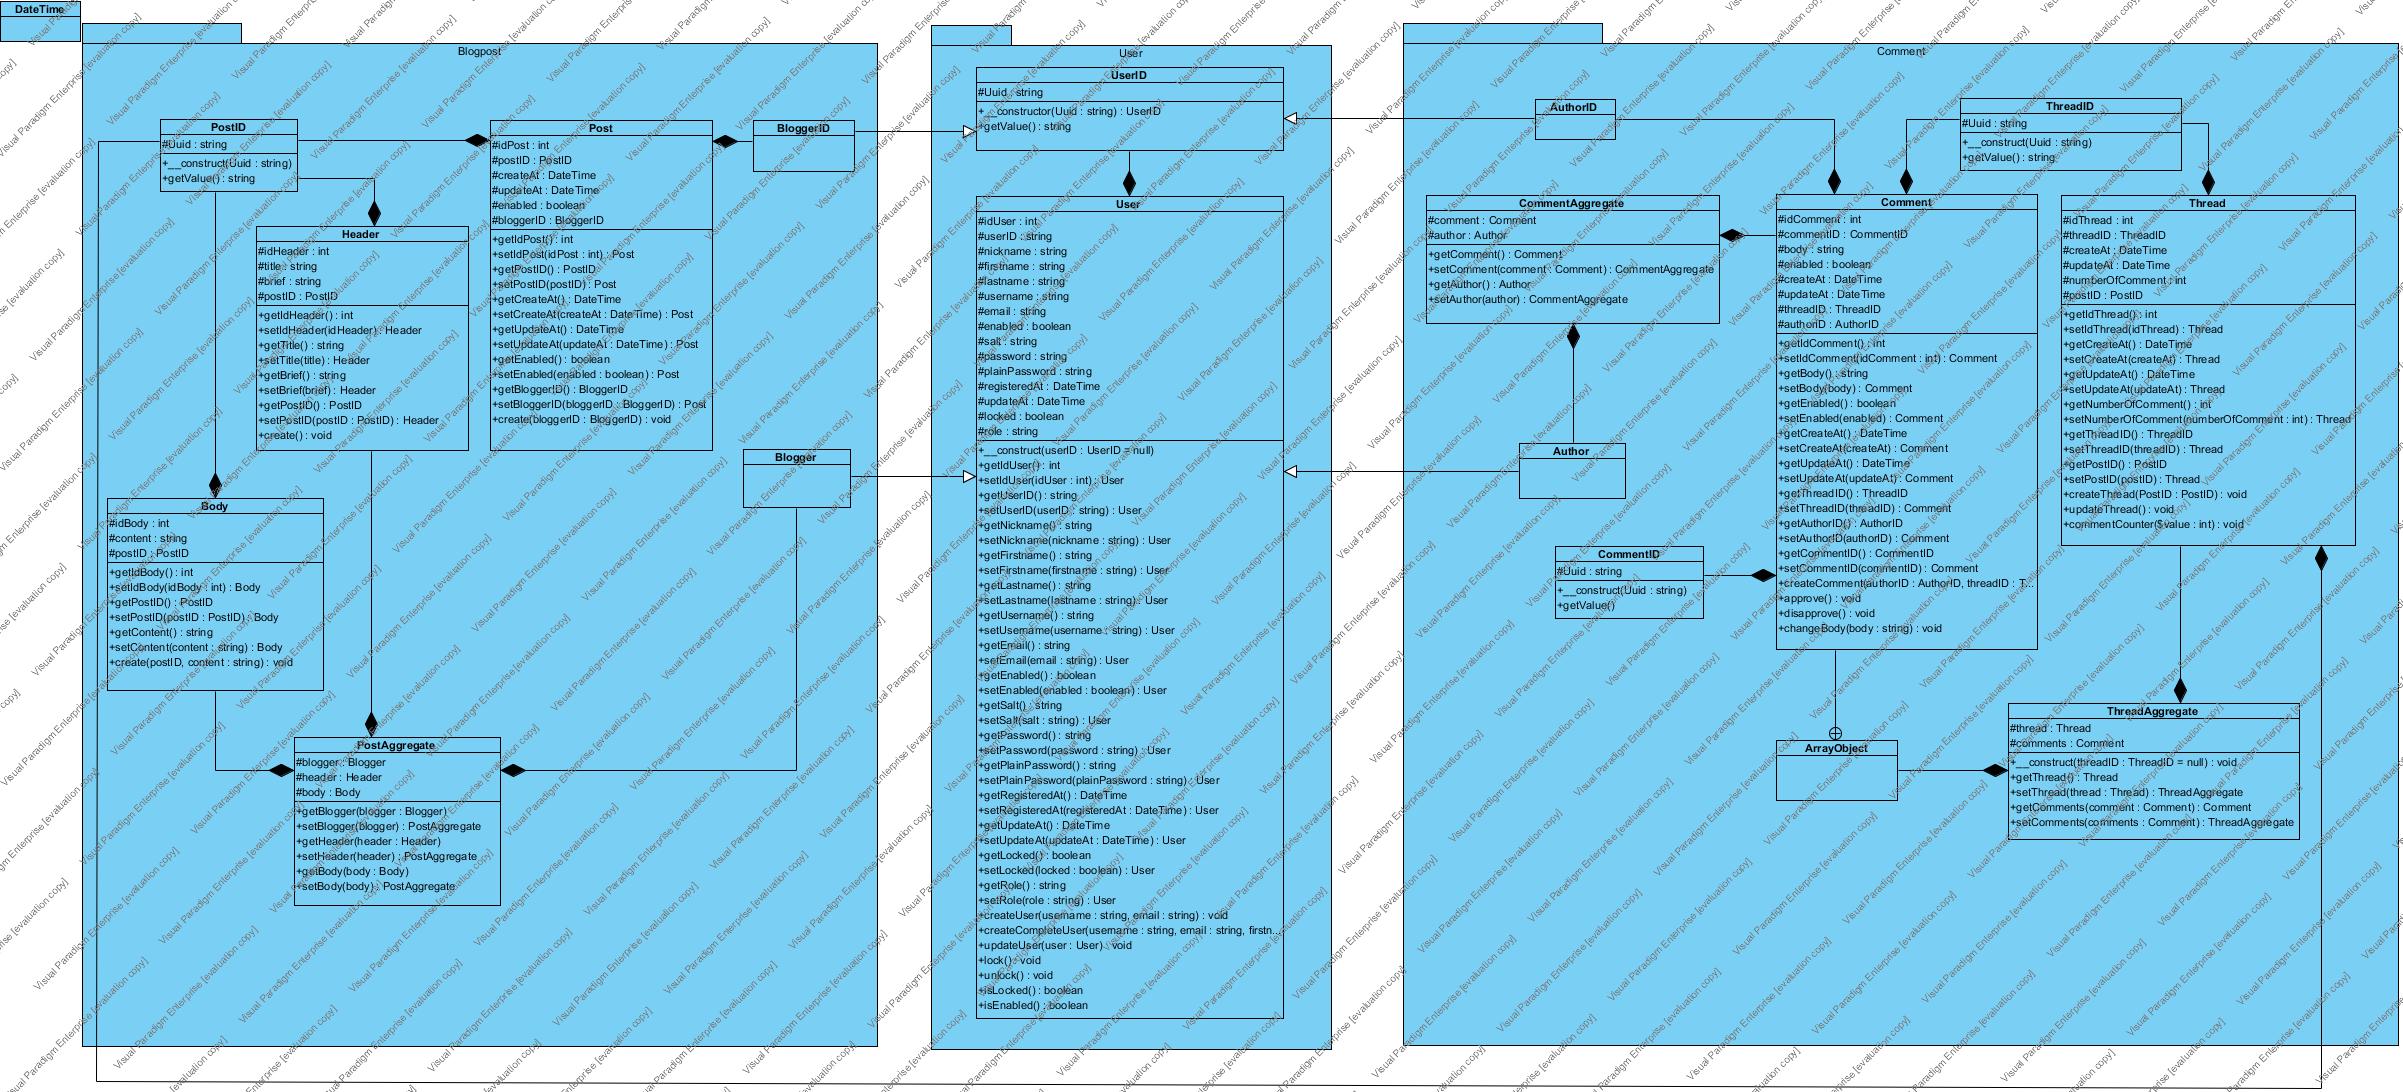 DateTime
Blogpost
PostID
#Uuid : string
+__construct(Uuid : string)
+getValue() : string
Post
#idPost : int
#postID : PostID
#createAt : DateTime
#updateAt : DateTime
#enabled : boolean
#bloggerID : BloggerID
+getIdPost() : int
+setIdPost(idPost : int) : Post
+getPostID() : PostID
+setPostID(postID) : Post
+getCreateAt() : DateTime
+setCreateAt(createAt : DateTime) : Post
+getUpdateAt() : DateTime
+setUpdateAt(updateAt : DateTime) : Post
+getEnabled() : boolean
+setEnabled(enabled : boolean) : Post
+getBloggerID() : BloggerID
+setBloggerID(bloggerID : BloggerID) : Post
+create(bloggerID : BloggerID) : void
BloggerID
Header
#idHeader : int
#title : string
#brief : string
#postID : PostID
+getIdHeader() : int
+setIdHeader(idHeader) : Header
+getTitle() : string
+setTitle(title) : Header
+getBrief() : string
+setBrief(brief) : Header
+getPostID() : PostID
+setPostID(postID : PostID) : Header
+create() : void
Blogger
Body
#idBody : int
#content : string
#postID : PostID
+getIdBody() : int
+setIdBody(idBody : int) : Body
+getPostID() : PostID
+setPostID(postID : PostID) : Body
+getContent() : string
+setContent(content : string) : Body
+create(postID, content : string) : void
PostAggregate
#blogger : Blogger
#header : Header
#body : Body
+getBlogger(blogger : Blogger)
+setBlogger(blogger) : PostAggregate
+getHeader(header : Header)
+setHeader(header) : PostAggregate
+getBody(body : Body)
+setBody(body) : PostAggregate
User
UserID
#Uuid : string
+__constructor(Uuid : string) : UserID
+getValue() : string
User
#idUser : int
#userID : string
#nickname : string
#firstname : string
#lastname : string
#username : string
#email : string
#enabled : boolean
#salt : string
#password : string
#plainPassword : string
#registeredAt : DateTime
#updateAt : DateTime
#locked : boolean
#role : string
+__construct(userID : UserID = null)
+getIdUser() : int
+setIdUser(idUser : int) : User
+getUserID() : string
+setUserID(userID : string) : User
+getNickname() : string
+setNickname(nickname : string) : User
+getFirstname() : string
+setFirstname(firstname : string) : User
+getLastname() : string
+setLastname(lastname : string) : User
+getUsername() : string
+setUsername(username : string) : User
+getEmail() : string
+setEmail(email : string) : User
+getEnabled() : boolean
+setEnabled(enabled : boolean) : User
+getSalt() : string
+setSalt(salt : string) : User
+getPassword() : string
+setPassword(password : string) : User
+getPlainPassword() : string
+setPlainPassword(plainPassword : string) : User
+getRegisteredAt() : DateTime
+setRegisteredAt(registeredAt : DateTime) : User
+getUpdateAt() : DateTime
+setUpdateAt(updateAt : DateTime) : User
+getLocked() : boolean
+setLocked(locked : boolean) : User
+getRole() : string
+setRole(role : string) : User
+createUser(username : string, email : string) : void
+createCompleteUser(username : string, email : string, firstn...
+updateUser(user : User) : void
+lock() : void
+unlock() : void
+isLocked() : boolean
+isEnabled() : boolean
Comment
AuthorID
ThreadID
#Uuid : string
+__construct(Uuid : string)
+getValue() : string
CommentAggregate
#comment : Comment
#author : Author
+getComment() : Comment
+setComment(comment : Comment) : CommentAggregate
+getAuthor() : Author
+setAuthor(author) : CommentAggregate
Comment
#idComment : int
#commentID : CommentID
#body : string
#enabled : boolean
#createAt : DateTime
#updateAt : DateTime
#threadID : ThreadID
#authorID : AuthorID
+getIdComment() : int
+setIdComment(idComment : int) : Comment
+getBody() : string
+setBody(body) : Comment
+getEnabled() : boolean
+setEnabled(enabled) : Comment
+getCreateAt() : DateTime
+setCreateAt(createAt) : Comment
+getUpdateAt() : DateTime
+setUpdateAt(updateAt) : Comment
+getThreadID() : ThreadID
+setThreadID(threadID) : Comment
+getAuthorID() : AuthorID
+setAuthorID(authorID) : Comment
+getCommentID() : CommentID
+setCommentID(commentID) : Comment
+createComment(authorID : AuthorID, threadID : T...
+approve() : void
+disapprove() : void
+changeBody(body : string) : void
Thread
#idThread : int
#threadID : ThreadID
#createAt : DateTime
#updateAt : DateTime
#numberOfComment : int
#postID : PostID
+getIdThread() : int
+setIdThread(idThread) : Thread
+getCreateAt() : DateTime
+setCreateAt(createAt) : Thread
+getUpdateAt() : DateTime
+setUpdateAt(updateAt) : Thread
+getNumberOfComment() : int
+setNumberOfComment(numberOfComment : int) : Thread
+getThreadID() : ThreadID
+setThreadID(threadID) : Thread
+getPostID() : PostID
+setPostID(postID) : Thread
+createThread(PostID : PostID) : void
+updateThread() : void
+commentCounter($value : int) : void
Author
CommentID
#Uuid : string
+__construct(Uuid : string)
+getValue()
ArrayObject
ThreadAggregate
#thread : Thread
#comments : Comment
+__construct(threadID : ThreadID = null) : void
+getThread() : Thread
+setThread(thread : Thread) : ThreadAggregate
+getComments(comment : Comment) : Comment
+setComments(comments : Comment) : ThreadAggregate
Visual Paradigm Enterprise [evaluation copy]